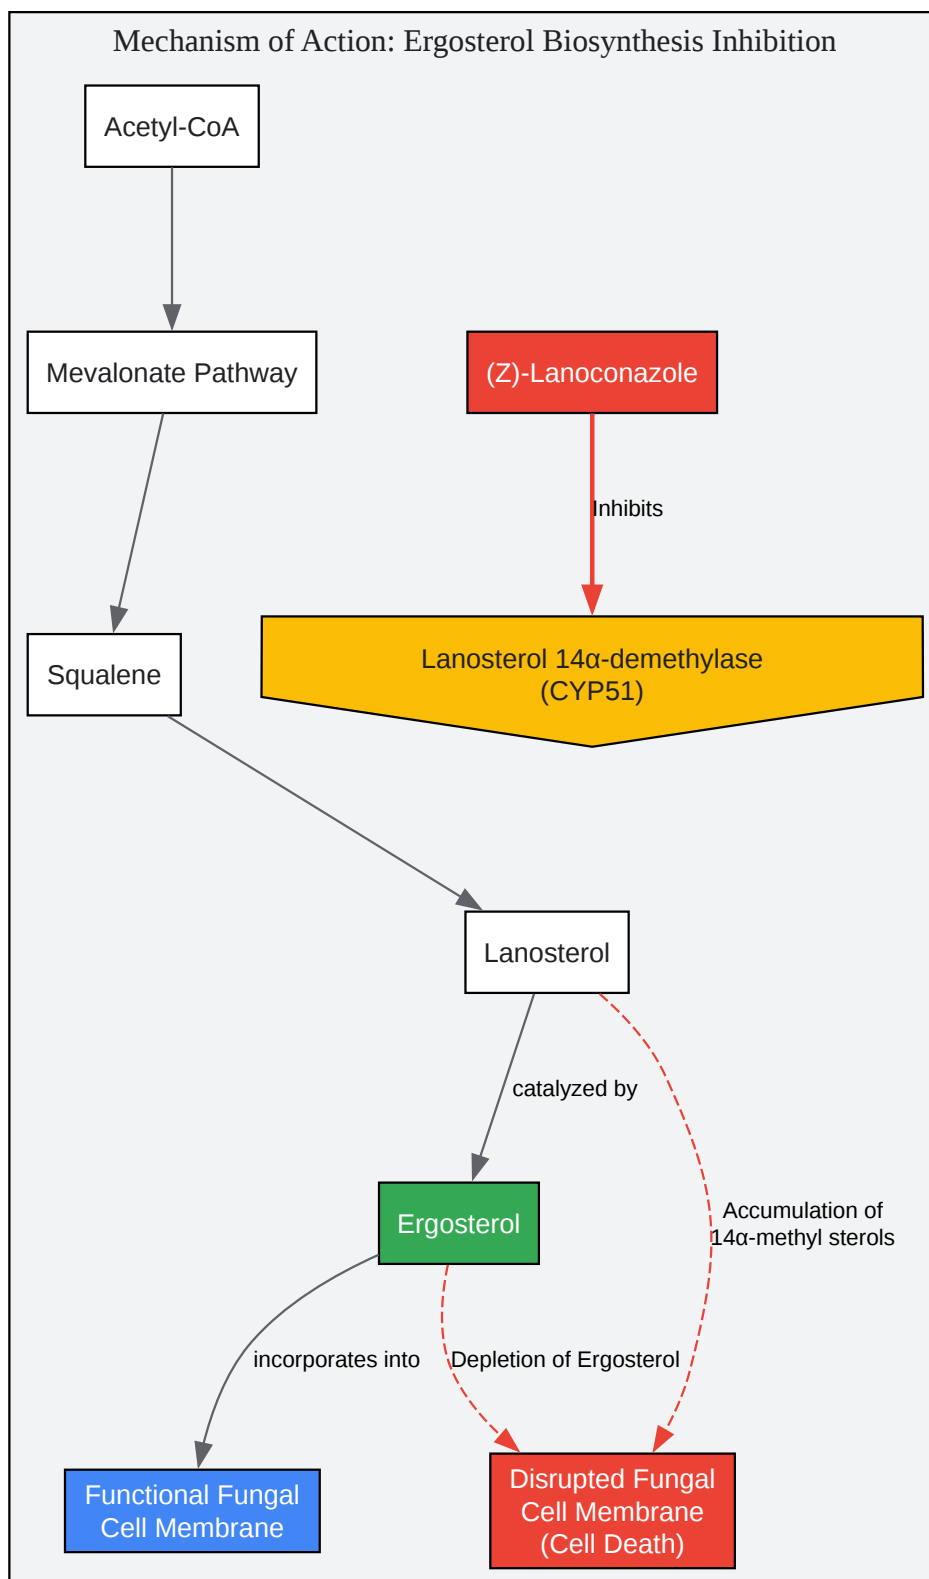 Mechanism of Action: Ergosterol Biosynthesis Inhibition
Acetyl-CoA
Mevalonate Pathway
(Z)-Lanoconazole
Inhibits
Squalene
Lanosterol 14α-demethylase
(CYP51)
Lanosterol
catalyzed by
Ergosterol
Accumulation of
14α-methyl sterols
incorporates into
Depletion of Ergosterol
Functional Fungal
Cell Membrane
Disrupted Fungal
Cell Membrane
(Cell Death)